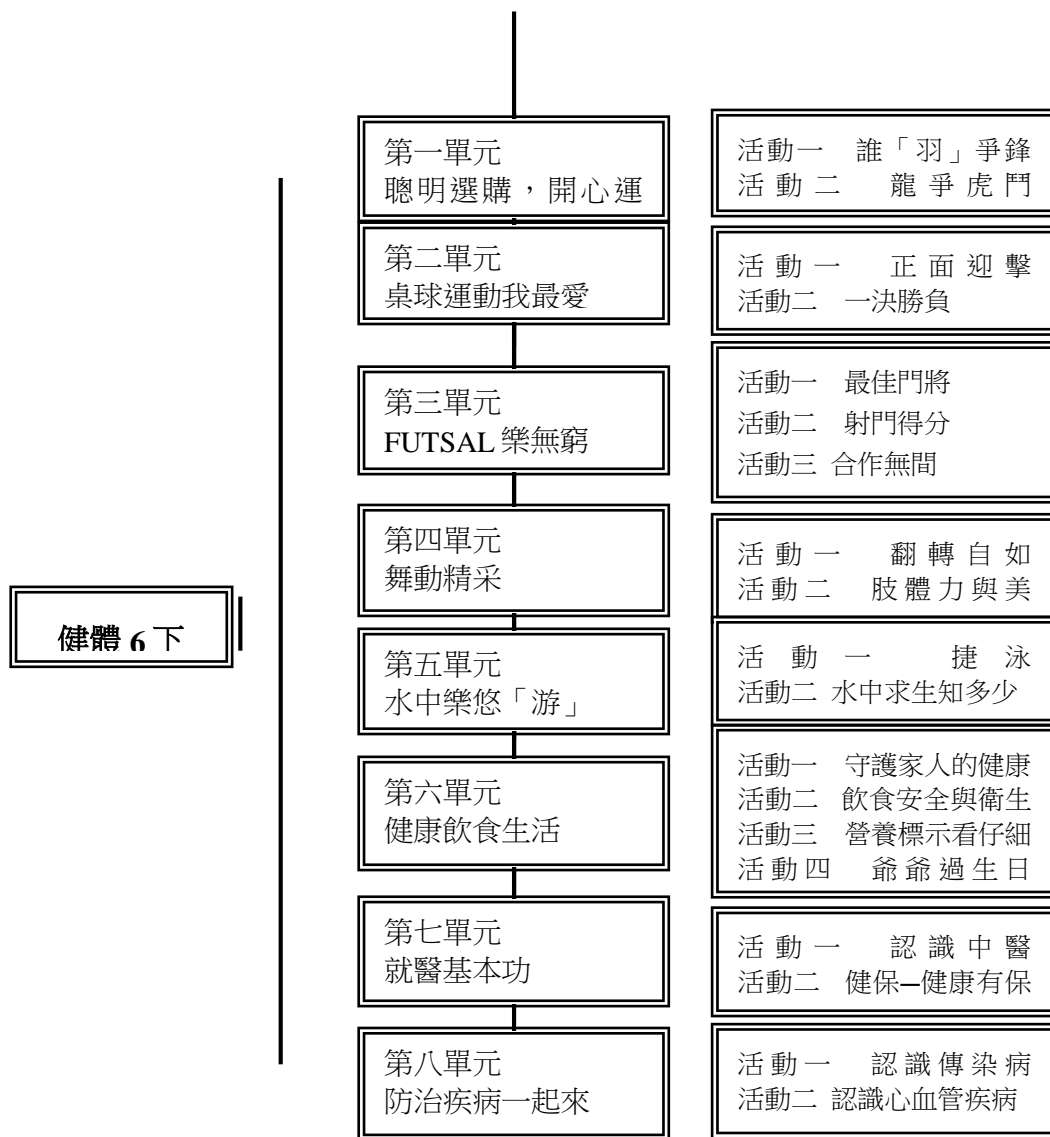 健體 6 下
第一單元
聰明選購,開心運
活動一 誰「羽」爭鋒
活動二 龍爭虎鬥
第二單元
桌球運動我最愛
活動一 正面迎擊
活動二 一決勝負
第三單元
FUTSAL 樂無窮
活動一 最佳門將
活動二 射門得分
活動三 合作無間
第四單元
舞動精采
活動一 翻轉自如
活動二 肢體力與美
第五單元
水中樂悠「游」
活動一 捷泳
活動二 水中求生知多少
第六單元
健康飲食生活
活動一 守護家人的健康
活動二 飲食安全與衛生
活動三 營養標示看仔細
活動四 爺爺過生日
第七單元
就醫基本功
活動一 認識中醫
活動二 健保─健康有保
第八單元
防治疾病一起來
活動一 認識傳染病
活動二 認識心血管疾病